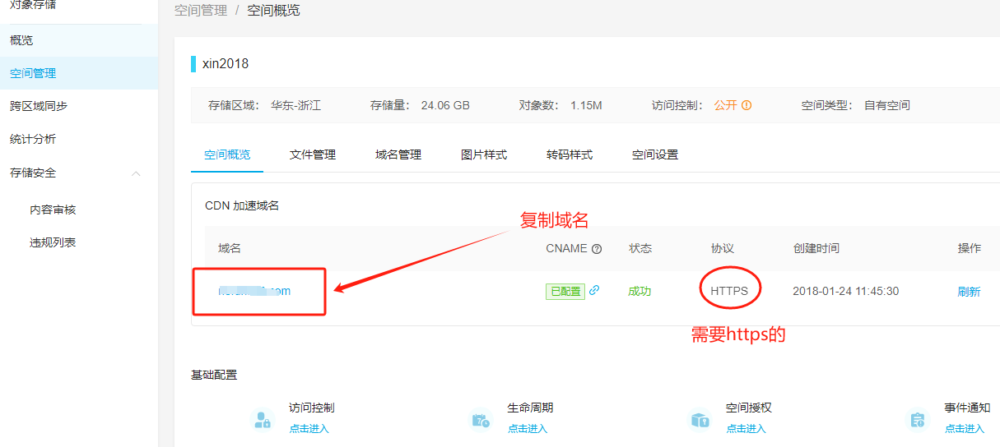 对象存储
概览
空间管理
跨区域同步
统计分析
存储安全
内容审核
违规列表
空间管理 / 空间概览
xin2018
存储区域： 华东-浙江 存储量： 24.06 GB 对象数： 1.15M 访问控制： 公开 空间类型： 自有空间
空间概览 文件管理 域名管理 图片样式 转码样式 空间设置
CDN 加速域名
复制域名
域名 CNAME 状态 协议 创建时间 操作
已配置 成功 HTTPS 2018-01-24 11:45:30 刷新
需要https的
基础配置
访问控制 生命周期 空间授权 事件通知
点击进入 点击进入 点击进入 点击进入